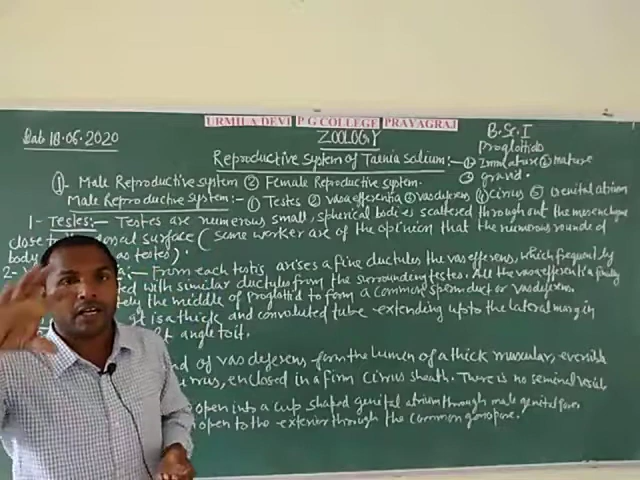 URMILA DEVI P G COLLEGE PRAYAGRAJ
Dab 18.06.2020
ZOOLOGY
B.Sc. I
Proglottids
Reproductive system of Taenia solium:- ① Immature ② mature
③ gravid.
① Male Reproductive system ② Female Reproductive system.
Male Reproductive system:- ① Testes ② vasa efferentia ③ vas deferens ④ cirrus ⑤ Genital atrium
1- Testes:- Testes are numerous small, spherical bodies scattered through out the mesenchyme
close to dorsal surface (some worker are of the opinion that the numerous rounded
body as testes).
2- From each testis arises a fine ductules the vas efferens, which frequently
with similar ductules from the surrounding testes. All the vasa efferentia
the middle of proglottid to form a common sperm duct or vas deferens.
it is a thick and convoluted tube extending up to the lateral margin
angle to it.
of vas deferens form the lumen of a thick muscular, eversible
enclosed in a firm cirrus sheath. There is no seminal vesicle
open into a cup shaped genital atrium through male genital pore
open to the exterior through the common gonopore.